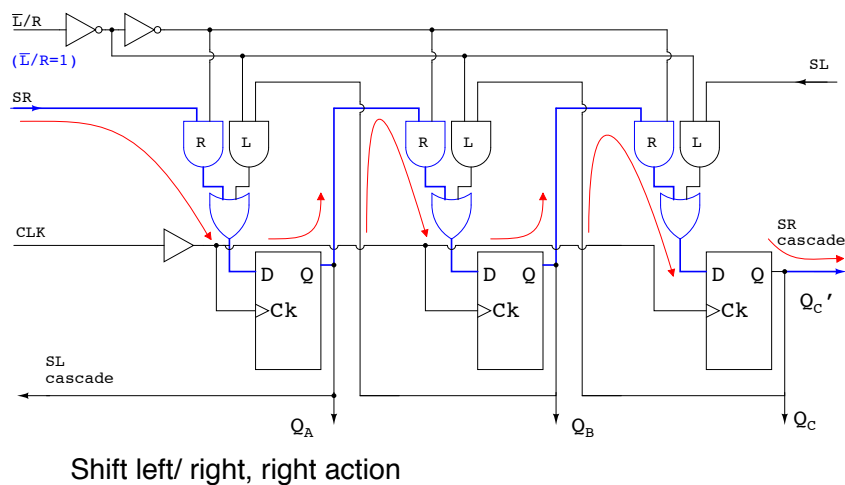 L̅/R
(L̅/R=1)
SL
SR
R L R L R L
CLK
SR
cascade
D Q D Q D Q
Ck Ck Ck
QC'
SL
cascade
QA QB QC
Shift left/ right, right action